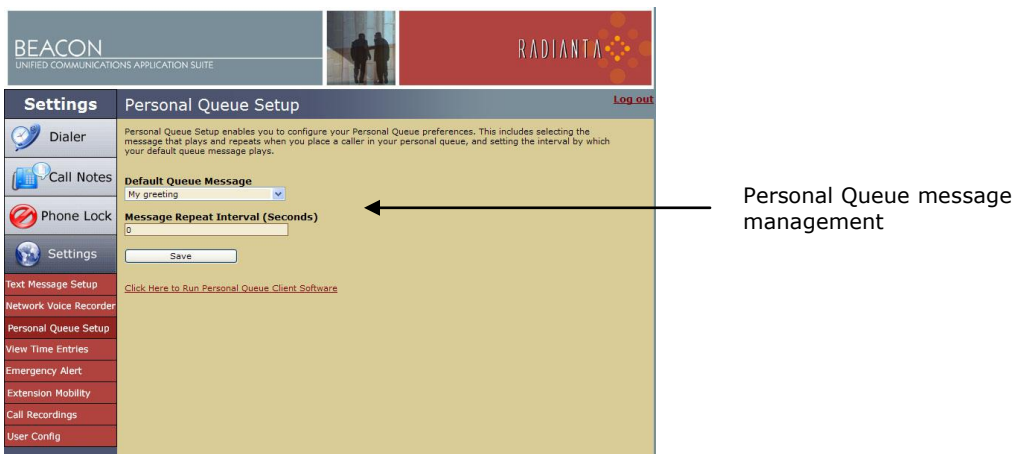 BEACON
UNIFIED COMMUNICATIONS APPLICATION SUITE
RADIANTA
Settings
Personal Queue Setup
Log out
Dialer
Call Notes
Phone Lock
Settings
Text Message Setup
Network Voice Recorder
Personal Queue Setup
View Time Entries
Emergency Alert
Extension Mobility
Call Recordings
User Config
Personal Queue Setup enables you to configure your Personal Queue preferences. This includes selecting the
message that plays and repeats when you place a caller in your personal queue, and setting the interval by which
your default queue message plays.
Default Queue Message
My greeting
Message Repeat Interval (Seconds)
0
Save
Click Here to Run Personal Queue Client Software
Personal Queue message
management